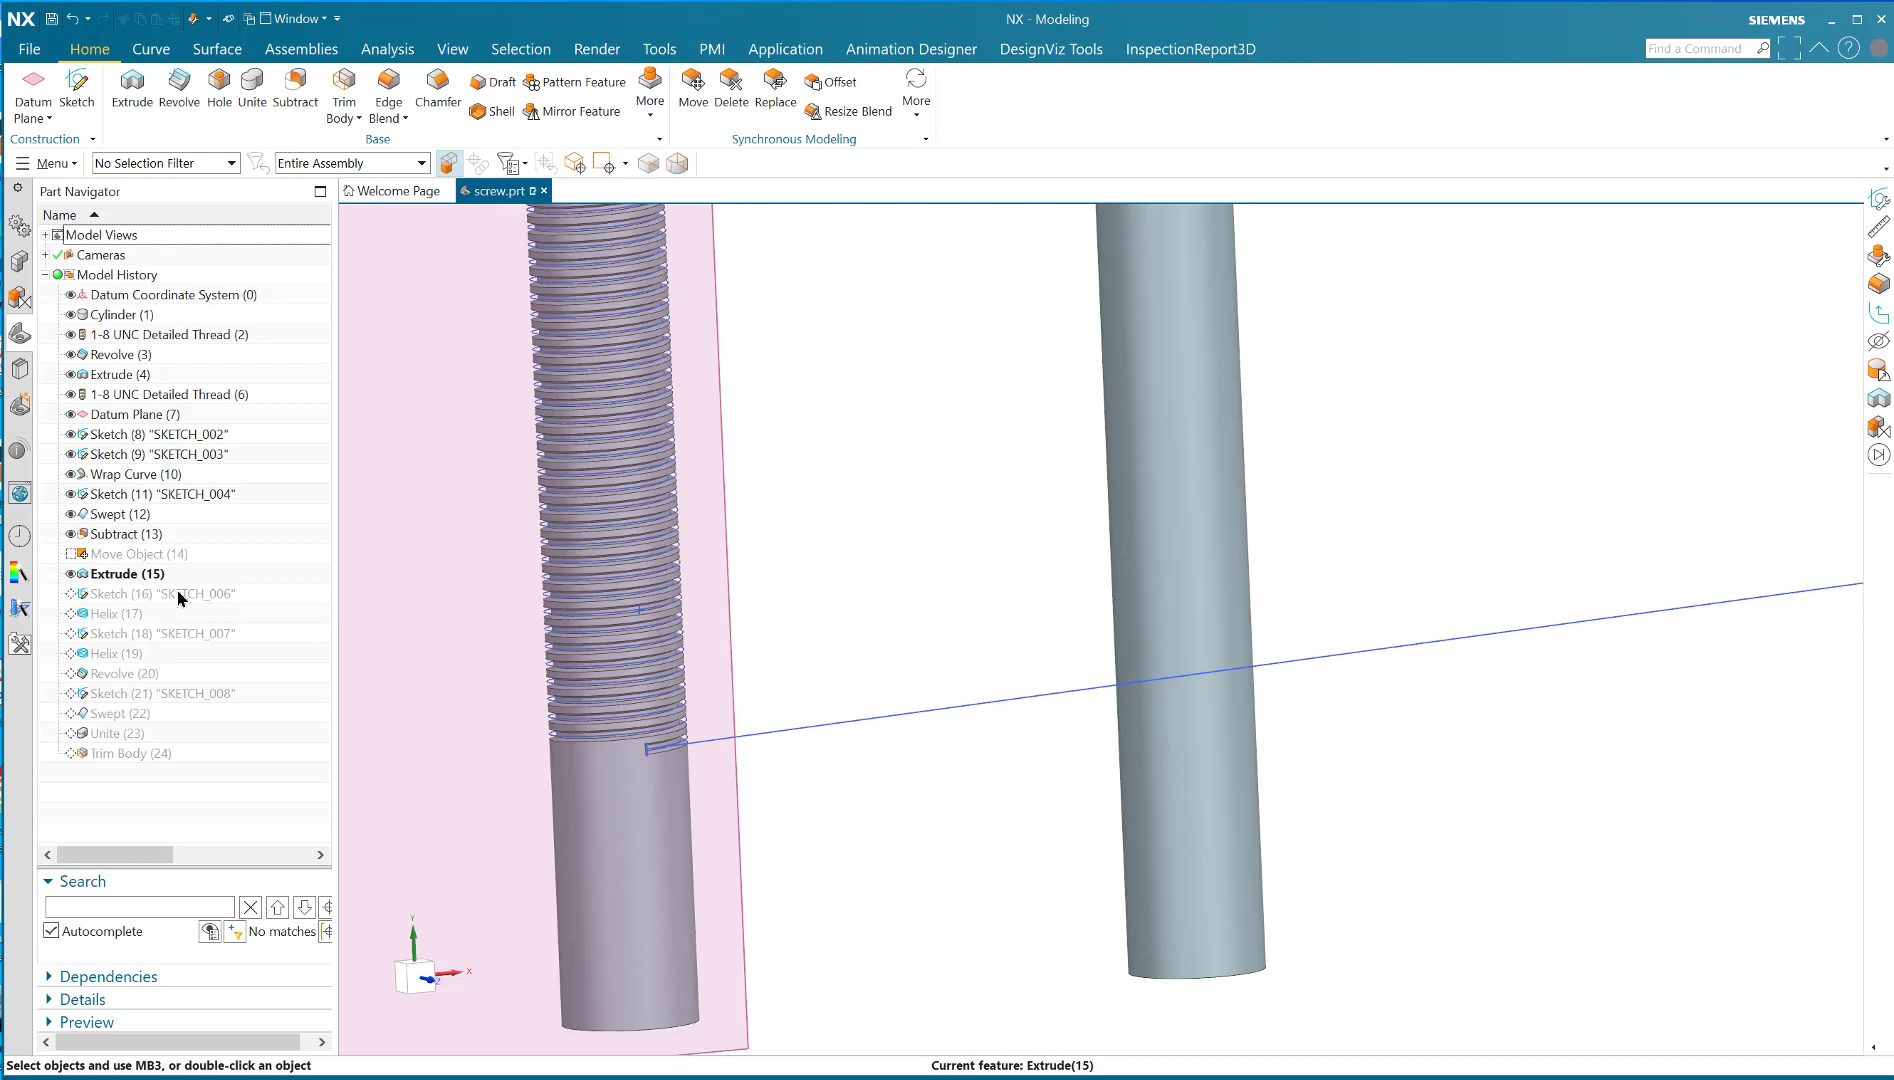 NX
Window
NX - Modeling
SIEMENS
File
Home
Curve
Surface
Assemblies
Analysis
View
Selection
Render
Tools
PMI
Application
Animation Designer
DesignViz Tools
InspectionReport3D
Find a Command
Datum Plane
Sketch
Extrude
Revolve
Hole
Unite
Subtract
Trim Body
Edge Blend
Chamfer
Draft
Shell
Pattern Feature
Mirror Feature
More
Move
Delete
Replace
Offset
Resize Blend
More
Construction
Base
Synchronous Modeling
Menu
No Selection Filter
Entire Assembly
Part Navigator
Welcome Page
screw.prt
Name
Model Views
Cameras
Model History
Datum Coordinate System (0)
Cylinder (1)
1-8 UNC Detailed Thread (2)
Revolve (3)
Extrude (4)
1-8 UNC Detailed Thread (6)
Datum Plane (7)
Sketch (8) "SKETCH_002"
Sketch (9) "SKETCH_003"
Wrap Curve (10)
Sketch (11) "SKETCH_004"
Swept (12)
Subtract (13)
Move Object (14)
Extrude (15)
Sketch (16) "SKETCH_006"
Helix (17)
Sketch (18) "SKETCH_007"
Helix (19)
Revolve (20)
Sketch (21) "SKETCH_008"
Swept (22)
Unite (23)
Trim Body (24)
Search
Autocomplete
No matches
Dependencies
Details
Preview
Y
X
Z
Select objects and use MB3, or double-click an object
Current feature: Extrude(15)